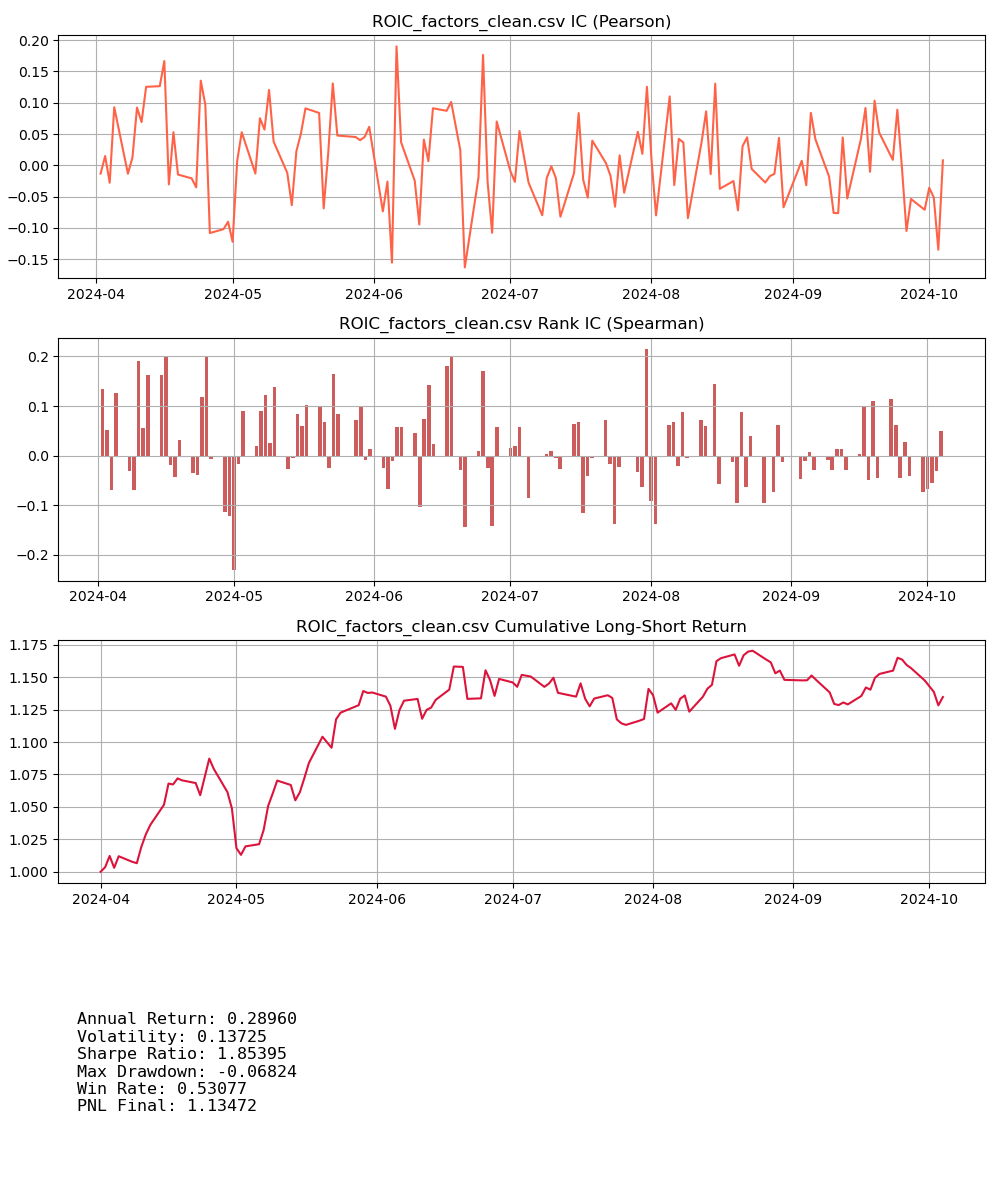 ROIC_factors_clean.csv IC (Pearson)
0.20
0.15
0.10
0.05
0.00
−0.05
−0.10
−0.15
2024-04 2024-05 2024-06 2024-07 2024-08 2024-09 2024-10
ROIC_factors_clean.csv Rank IC (Spearman)
0.2
0.1
0.0
−0.1
−0.2
2024-04 2024-05 2024-06 2024-07 2024-08 2024-09 2024-10
ROIC_factors_clean.csv Cumulative Long-Short Return
1.175
1.150
1.125
1.100
1.075
1.050
1.025
1.000
2024-04 2024-05 2024-06 2024-07 2024-08 2024-09 2024-10
Annual Return: 0.28960
Volatility: 0.13725
Sharpe Ratio: 1.85395
Max Drawdown: -0.06824
Win Rate: 0.53077
PNL Final: 1.13472